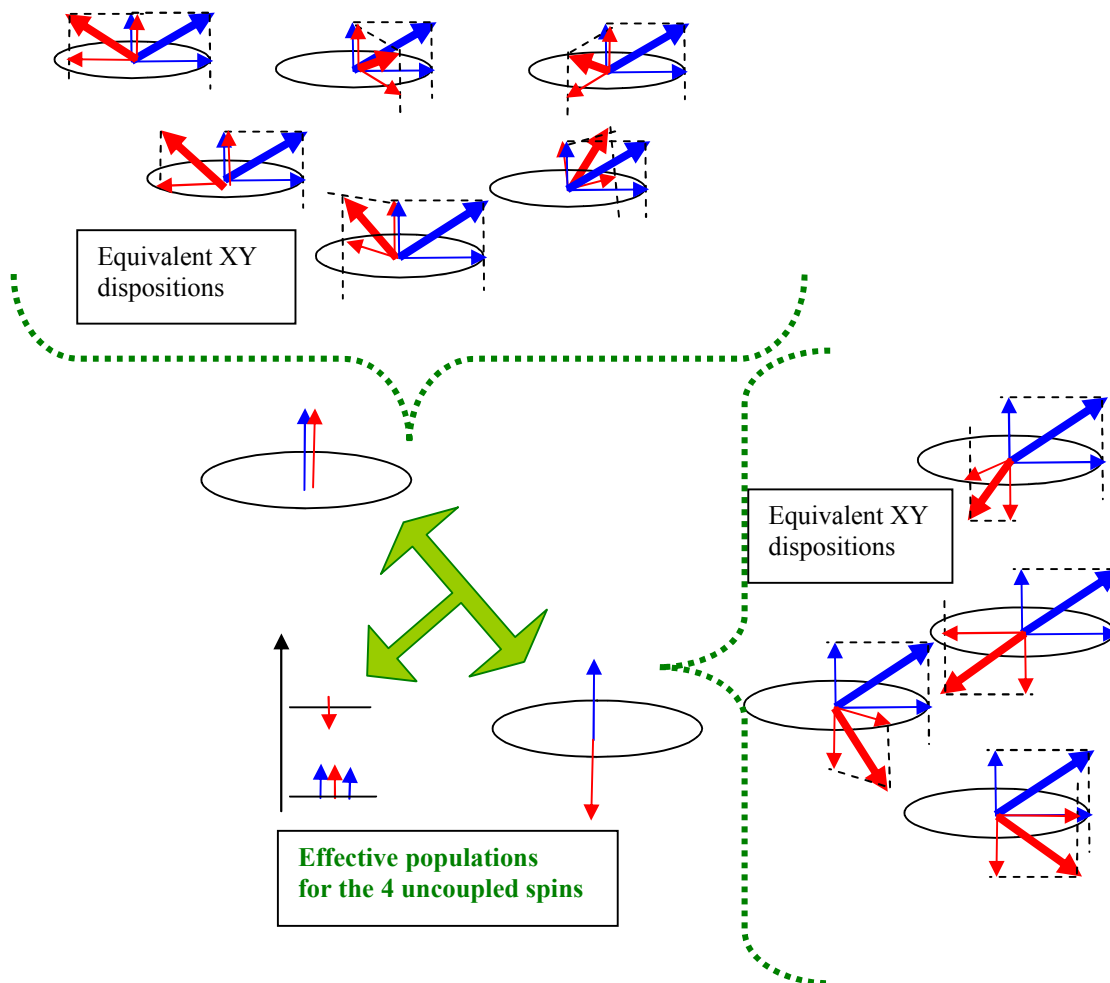 Equivalent XY
dispositions
Equivalent XY
dispositions
Effective populations
for the 4 uncoupled spins